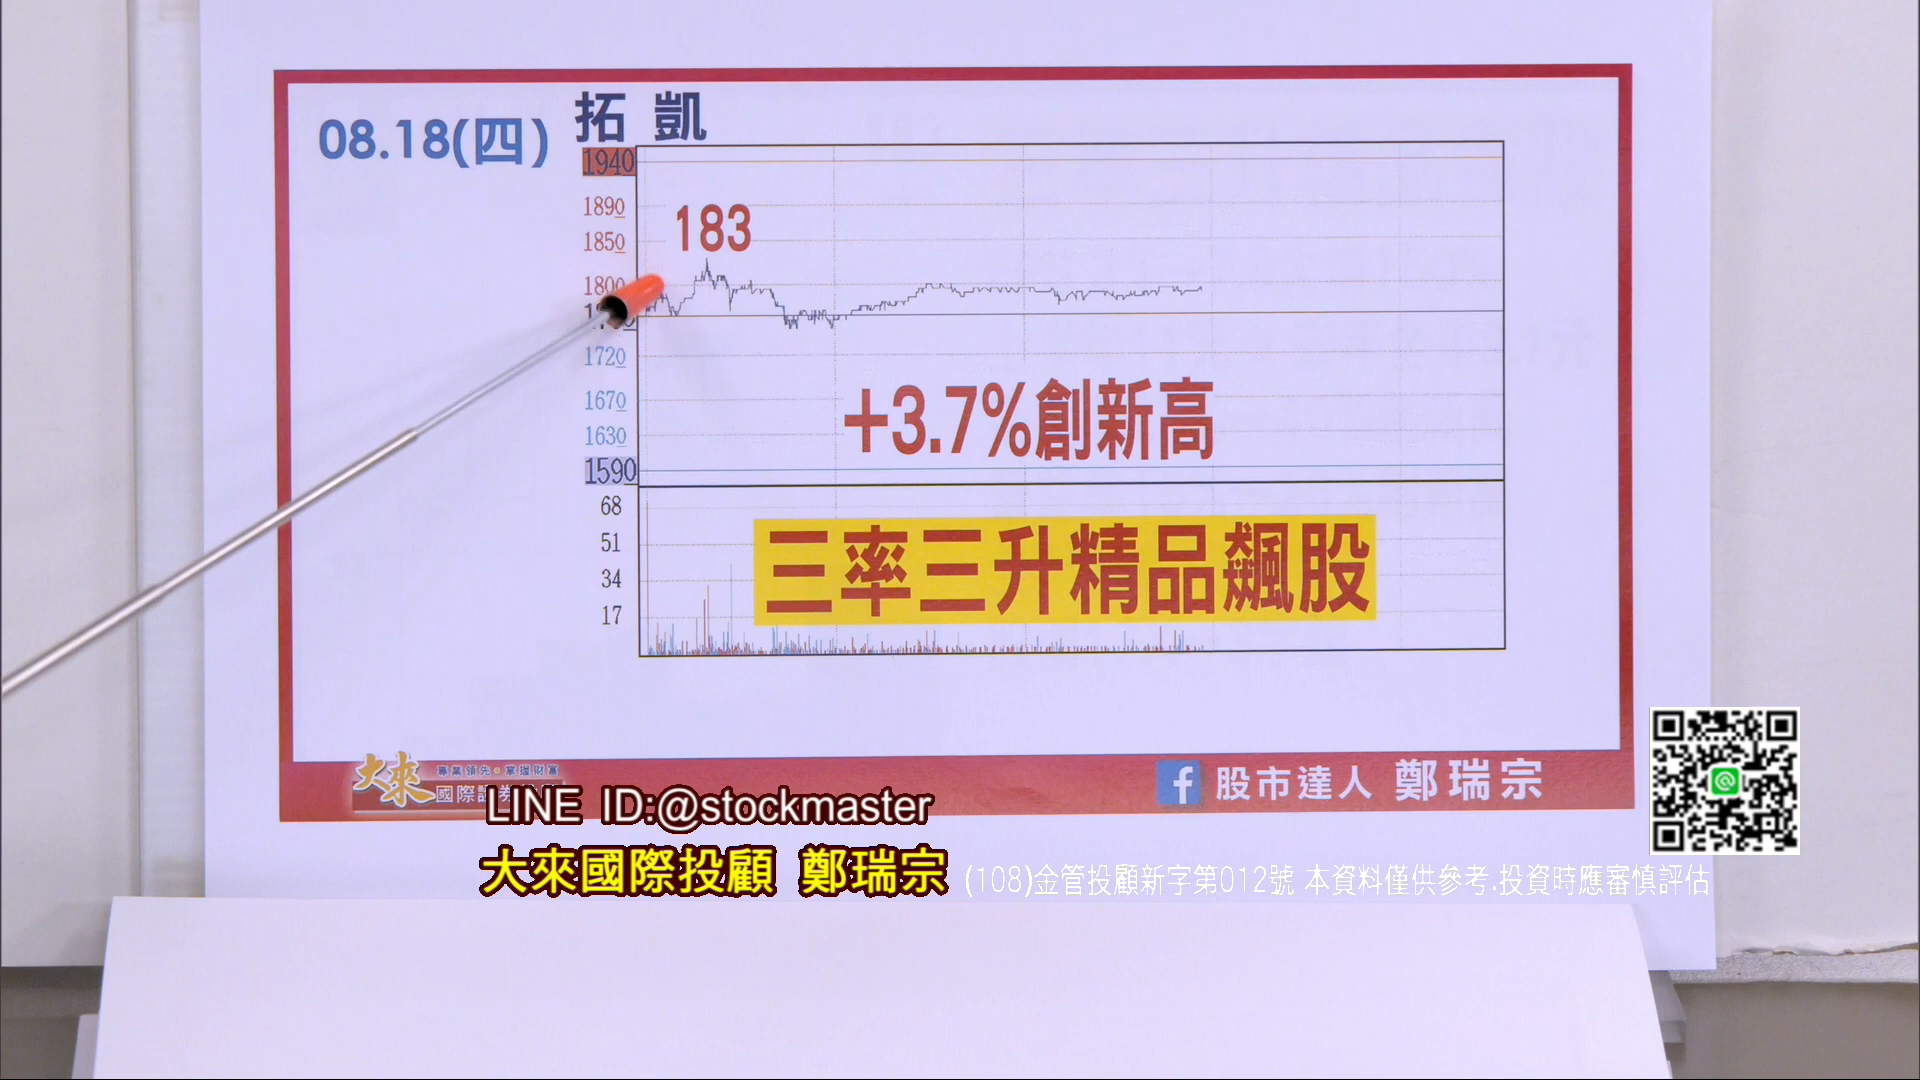 08.18(四)
拓凱
1940
1890
1850
1800
1720
1670
1630
1590
68
51
34
17
183
+3.7%創新高
三率三升精品飆股
大來
專業領先·掌握財富
國際證券
f 股市達人 鄭瑞宗
LINE ID:@stockmaster
大來國際投顧 鄭瑞宗
(108)金管投顧新字第012號 本資料僅供參考.投資時應審慎評估